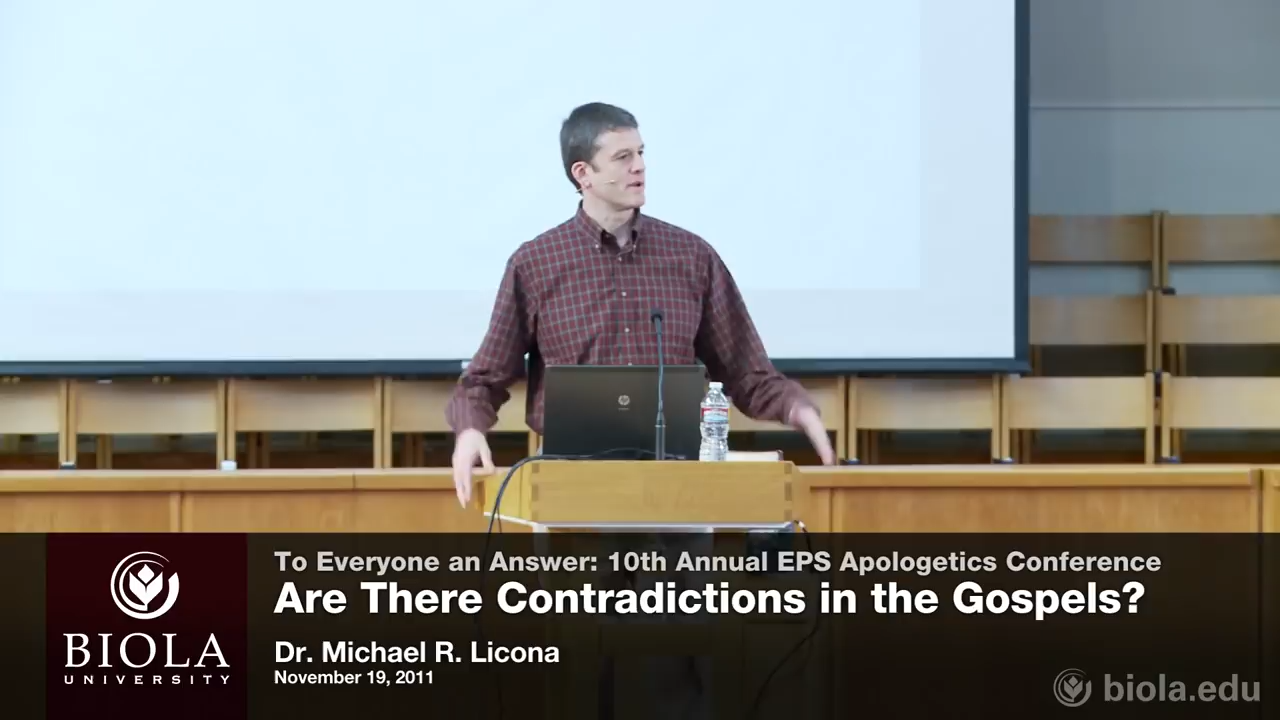 To Everyone an Answer: 10th Annual EPS Apologetics Conference
Are There Contradictions in the Gospels?
Dr. Michael R. Licona
November 19, 2011
BIOLA
UNIVERSITY
biola.edu
hp